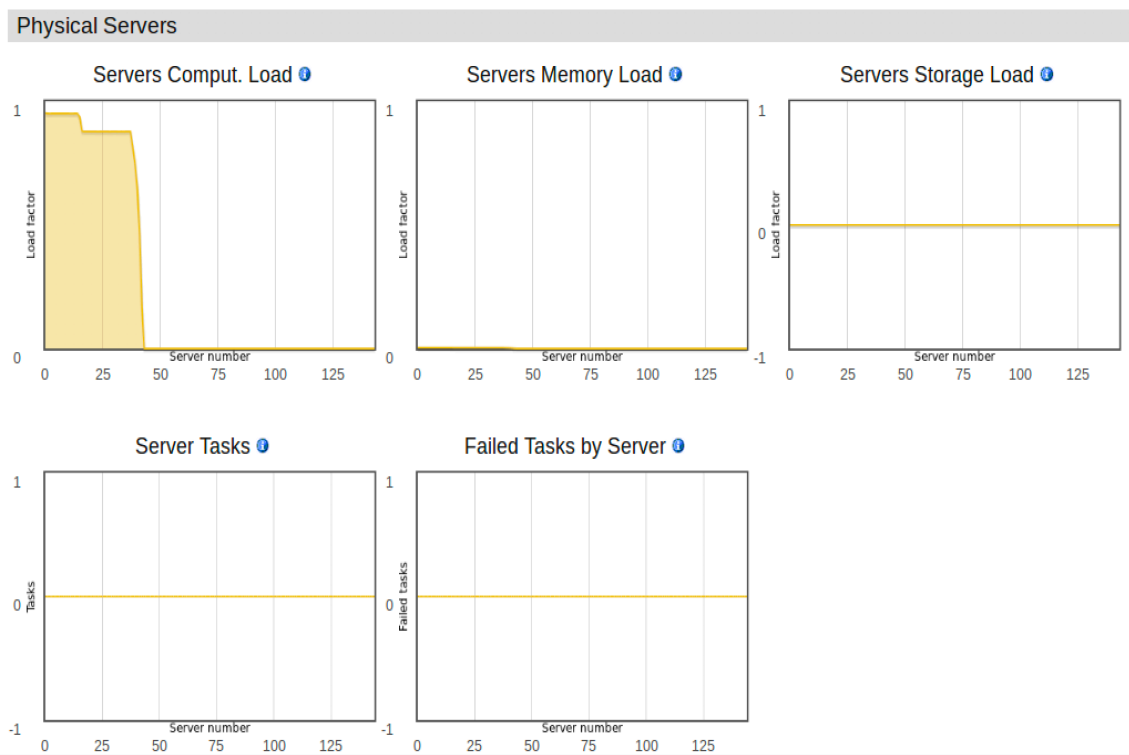 Physical Servers
Servers Comput. Load
1
Load factor
0
Server number
0 25 50 75 100 125
Servers Memory Load
1
Load factor
0
Server number
0 25 50 75 100 125
Servers Storage Load
1
0
Load factor
-1
Server number
0 25 50 75 100 125
Server Tasks
1
0
Tasks
-1
Server number
0 25 50 75 100 125
Failed Tasks by Server
1
0
Failed tasks
-1
Server number
0 25 50 75 100 125